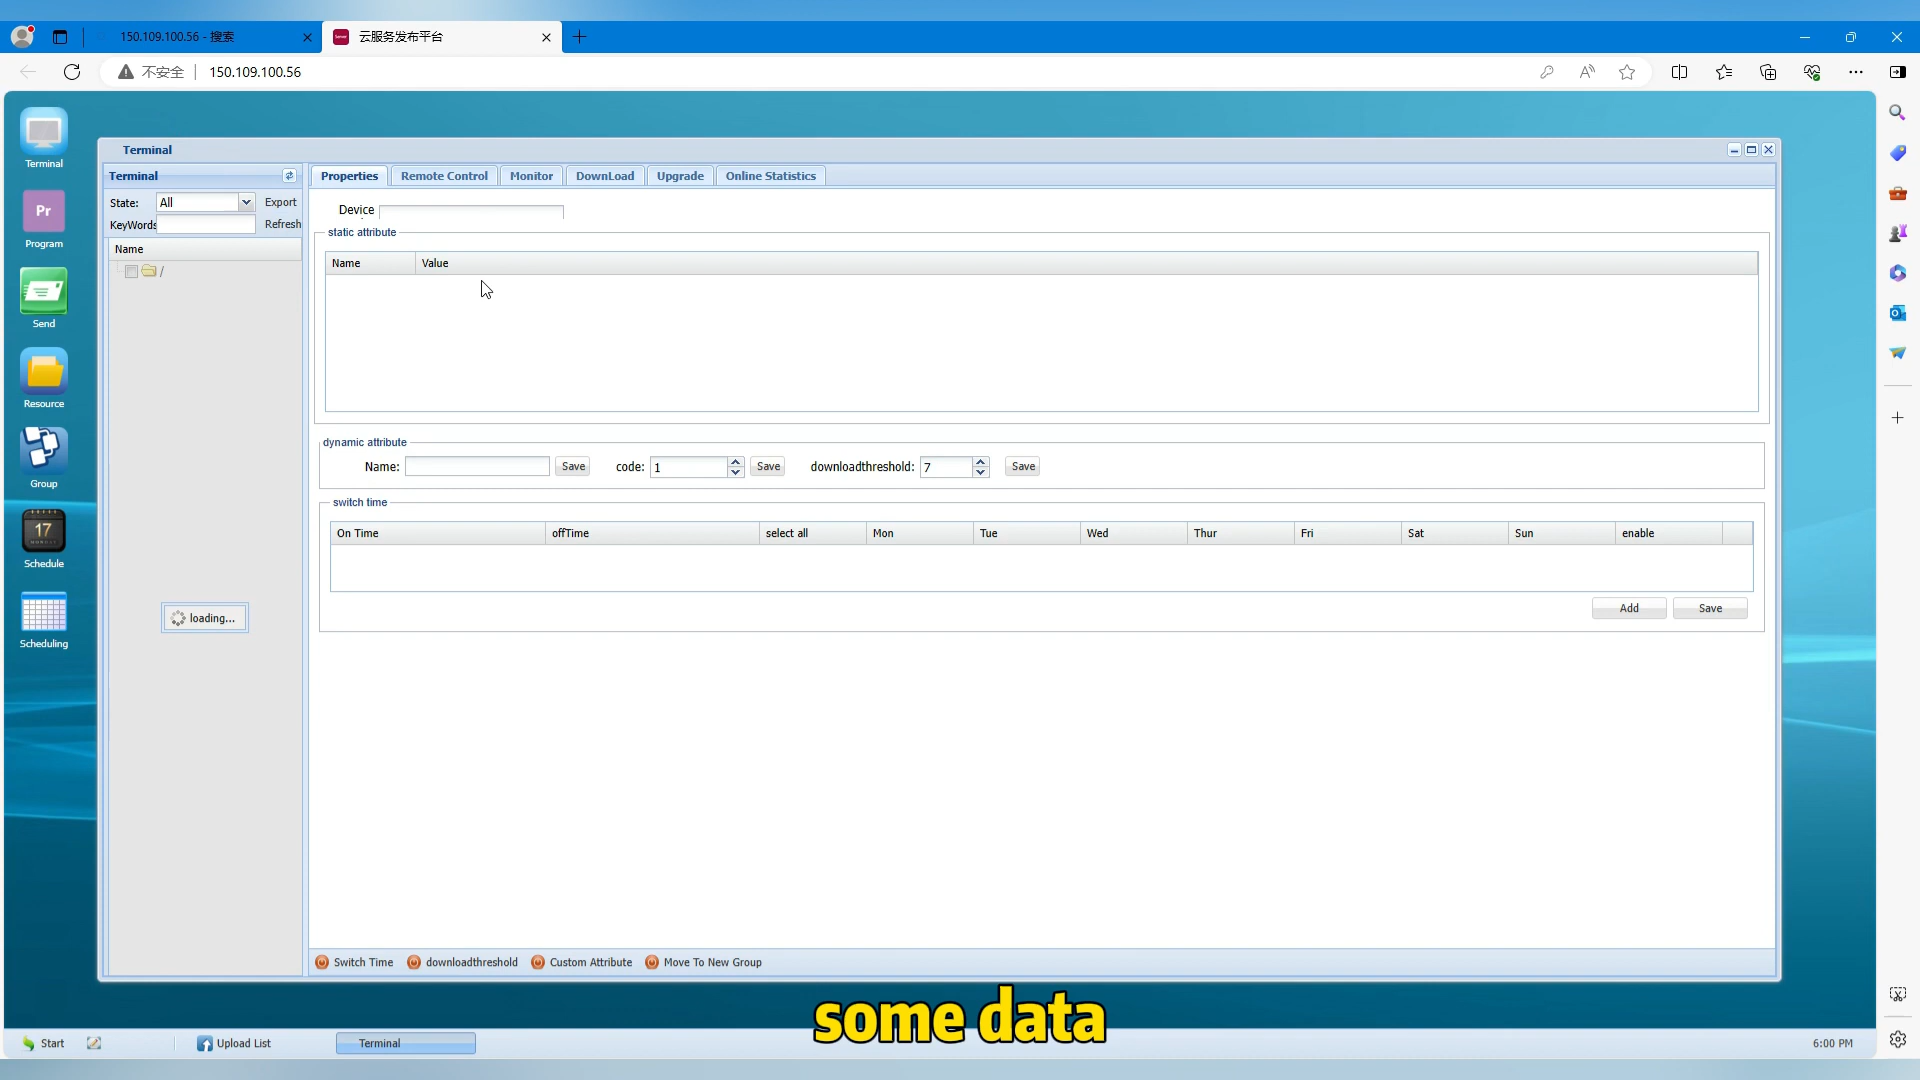 150.109.100.56 - 搜索
云服务发布平台
不安全 150.109.100.56
Terminal
Terminal
State: All Export
KeyWords Refresh
Name
/
loading...
Properties Remote Control Monitor DownLoad Upgrade Online Statistics
Device
static attribute
Name Value
dynamic attribute
Name: Save code: 1 Save downloadthreshold: 7 Save
switch time
On Time offTime select all Mon Tue Wed Thur Fri Sat Sun enable
Add Save
Switch Time downloadthreshold Custom Attribute Move To New Group
Terminal
Pr
Program
Send
Resource
Group
17
Schedule
Scheduling
some data
Start Upload List Terminal 6:00 PM